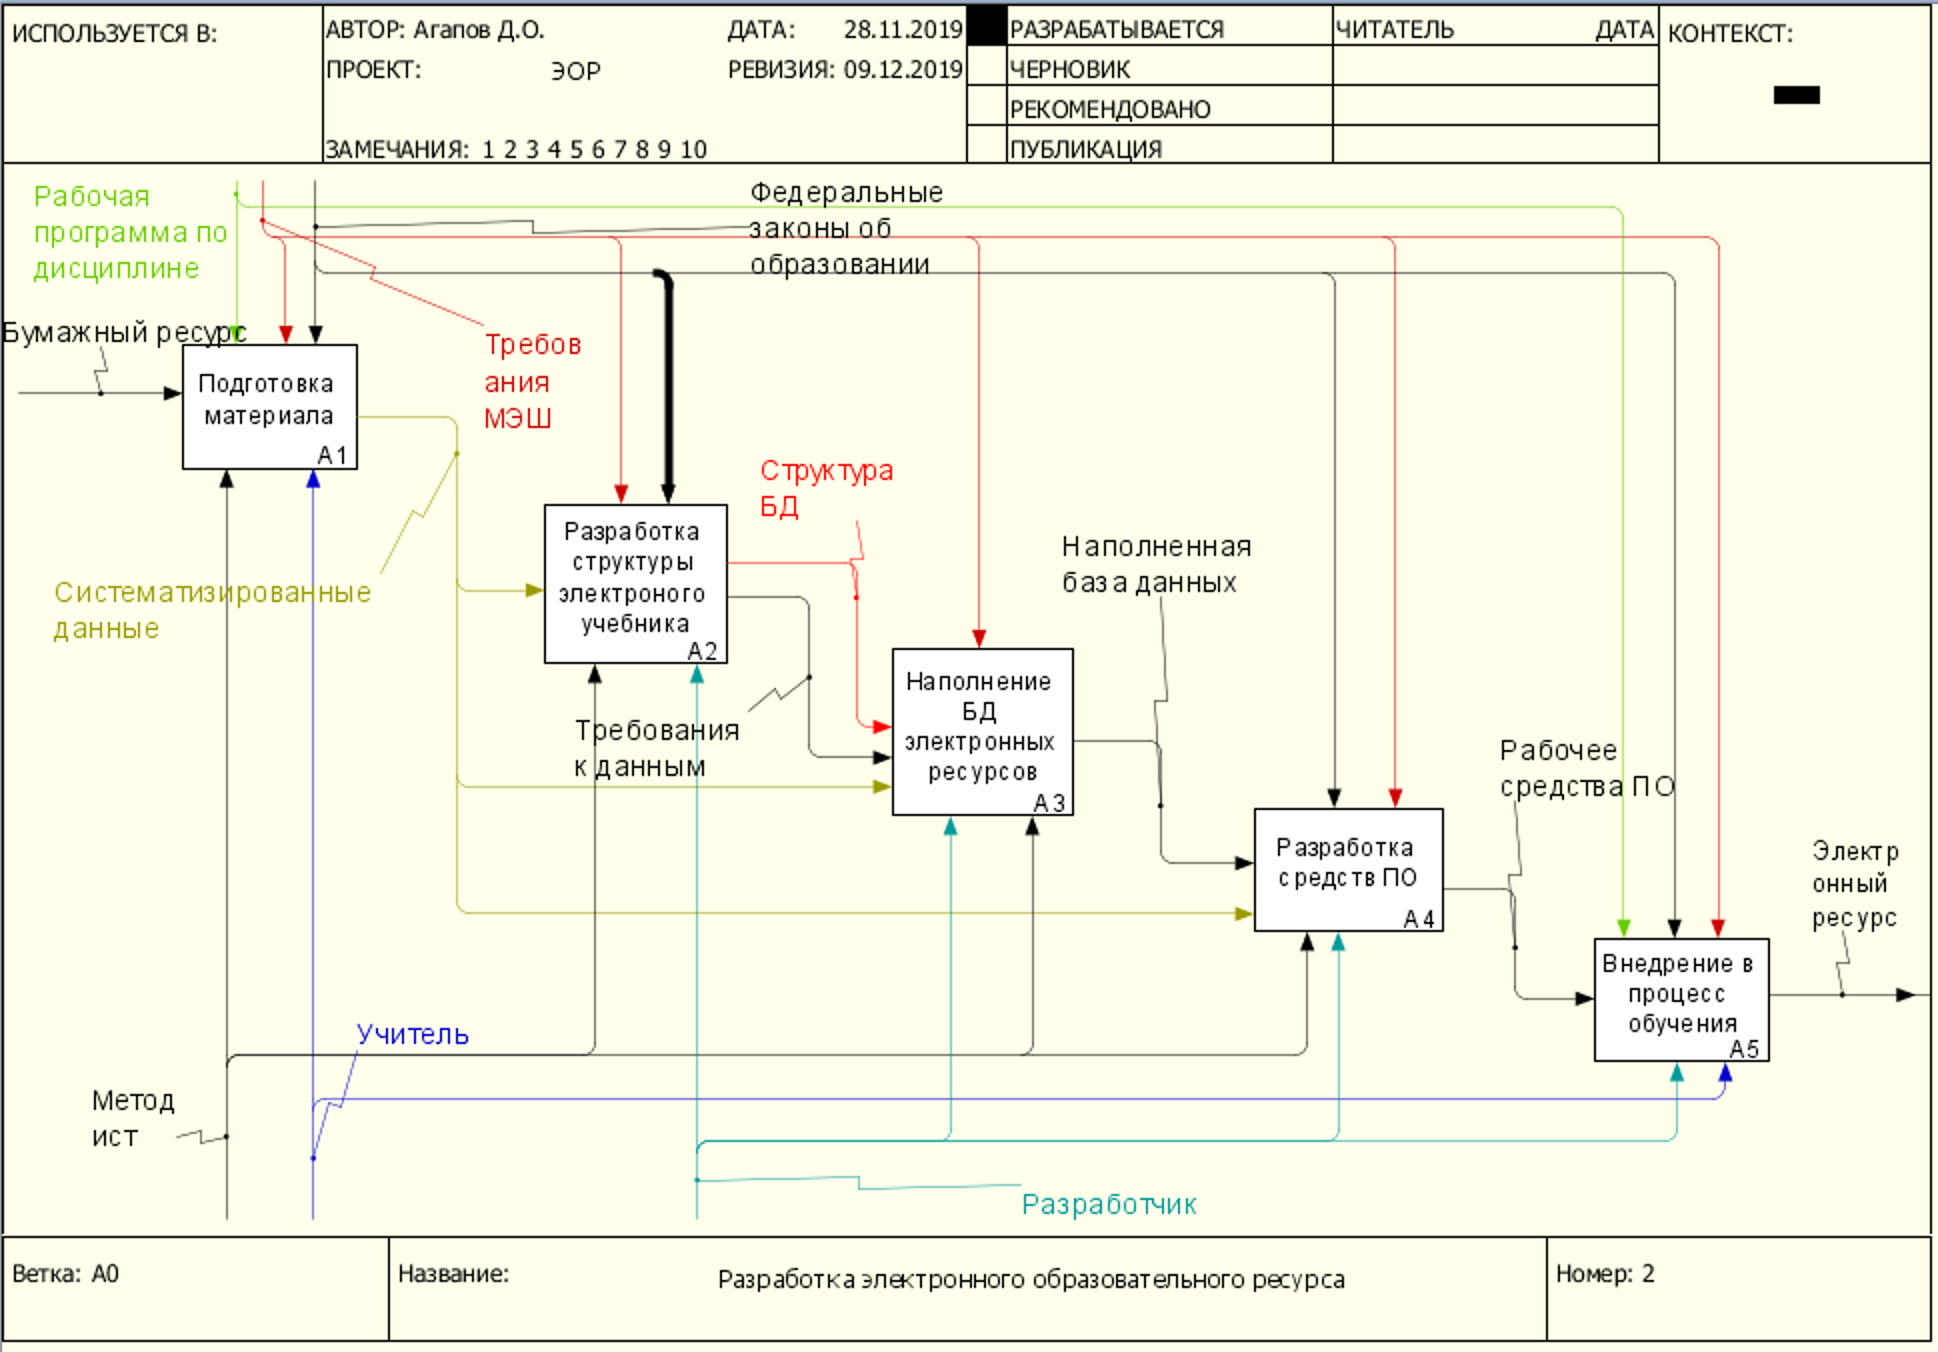 ИСПОЛЬЗУЕТСЯ В:
АВТОР: Агапов Д.О.
ДАТА: 28.11.2019
ПРОЕКТ: ЭОР
РЕВИЗИЯ: 09.12.2019
ЗАМЕЧАНИЯ: 1 2 3 4 5 6 7 8 9 10
РАЗРАБАТЫВАЕТСЯ
ЧЕРНОВИК
РЕКОМЕНДОВАНО
ПУБЛИКАЦИЯ
ЧИТАТЕЛЬ ДАТА
КОНТЕКСТ:
Рабочая
программа по
дисциплине
Федеральные
законы об
образовании
Бумажный ресурс
Требов
ания
МЭШ
Подготовка
материала
A1
Структура
БД
Разработка
структуры
электроного
учебника
A2
Наполненная
база данных
Систематизированные
данные
Требования
к данным
Наполнение
БД
электронных
ресурсов
A3
Рабочее
средства ПО
Разработка
средств ПО
A4
Электр
онный
ресурс
Внедрение в
процесс
обучения
A5
Учитель
Метод
ист
Разработчик
Ветка: A0
Название:
Разработка электронного образовательного ресурса
Номер: 2